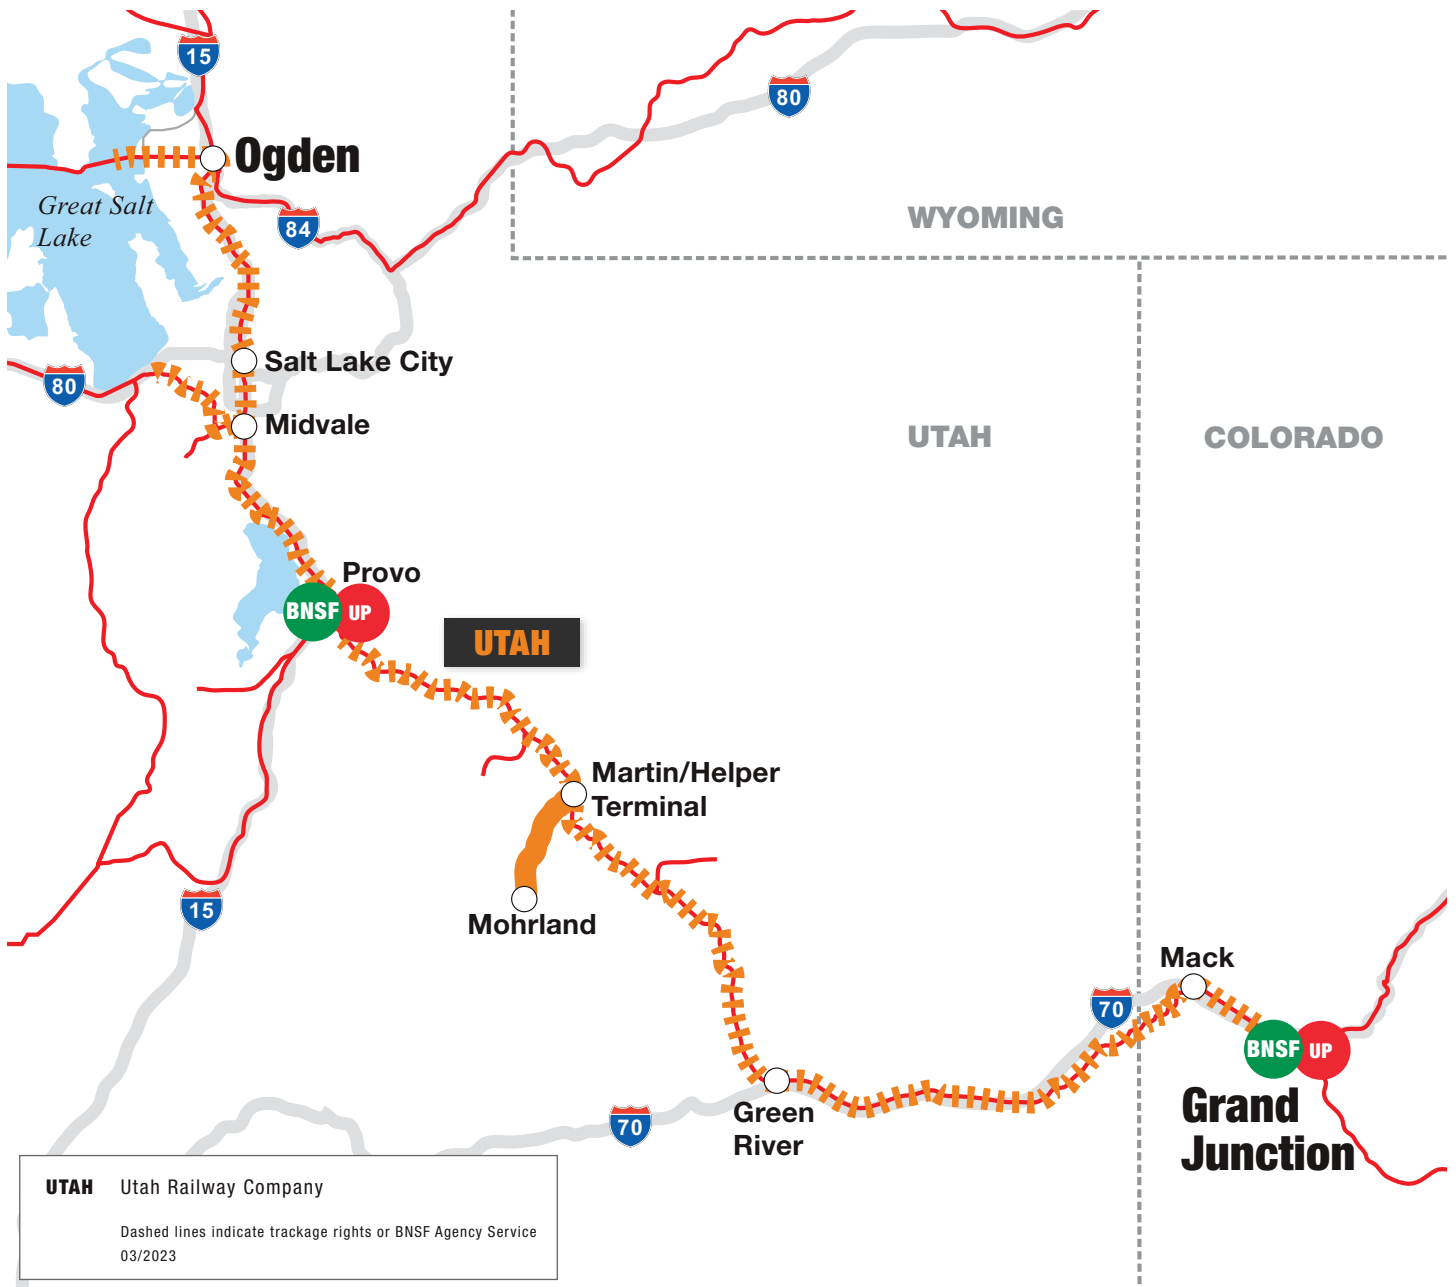 15
80
Ogden
Great Salt
Lake
84
WYOMING
Salt Lake City
80
Midvale
UTAH
COLORADO
Provo
BNSF
UP
UTAH
Martin/Helper
Terminal
15
Mohrland
Mack
70
BNSF
UP
Green
River
70
Grand
Junction
UTAH Utah Railway Company
Dashed lines indicate trackage rights or BNSF Agency Service
03/2023